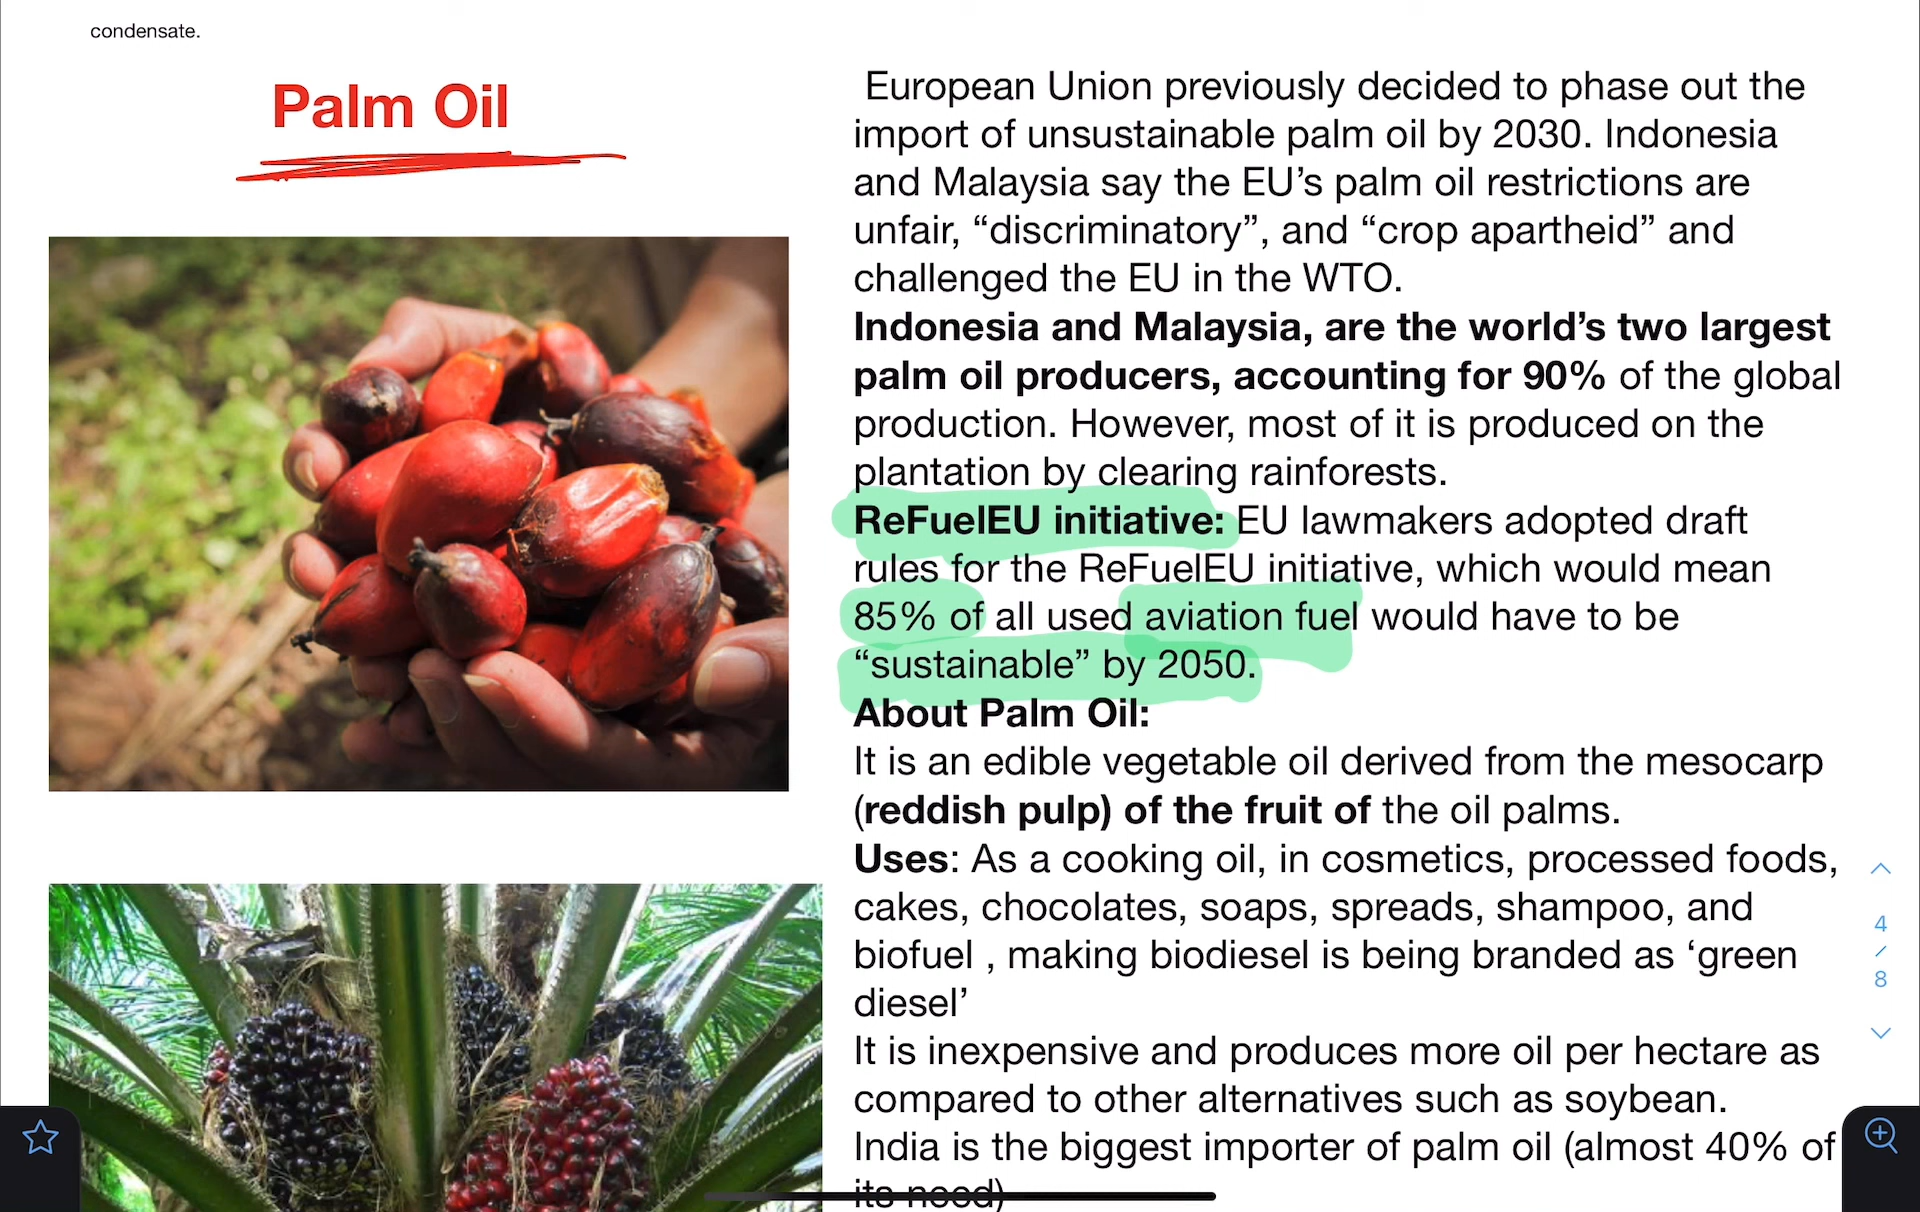 condensate.
Palm Oil
European Union previously decided to phase out the
import of unsustainable palm oil by 2030. Indonesia
and Malaysia say the EU’s palm oil restrictions are
unfair, “discriminatory”, and “crop apartheid” and
challenged the EU in the WTO.
Indonesia and Malaysia, are the world’s two largest
palm oil producers, accounting for 90% of the global
production. However, most of it is produced on the
plantation by clearing rainforests.
ReFuelEU initiative: EU lawmakers adopted draft
rules for the ReFuelEU initiative, which would mean
85% of all used aviation fuel would have to be
“sustainable” by 2050.
About Palm Oil:
It is an edible vegetable oil derived from the mesocarp
(reddish pulp) of the fruit of the oil palms.
Uses: As a cooking oil, in cosmetics, processed foods,
cakes, chocolates, soaps, spreads, shampoo, and
biofuel , making biodiesel is being branded as ‘green
diesel’
It is inexpensive and produces more oil per hectare as
compared to other alternatives such as soybean.
India is the biggest importer of palm oil (almost 40% of
its need)
4
/
8